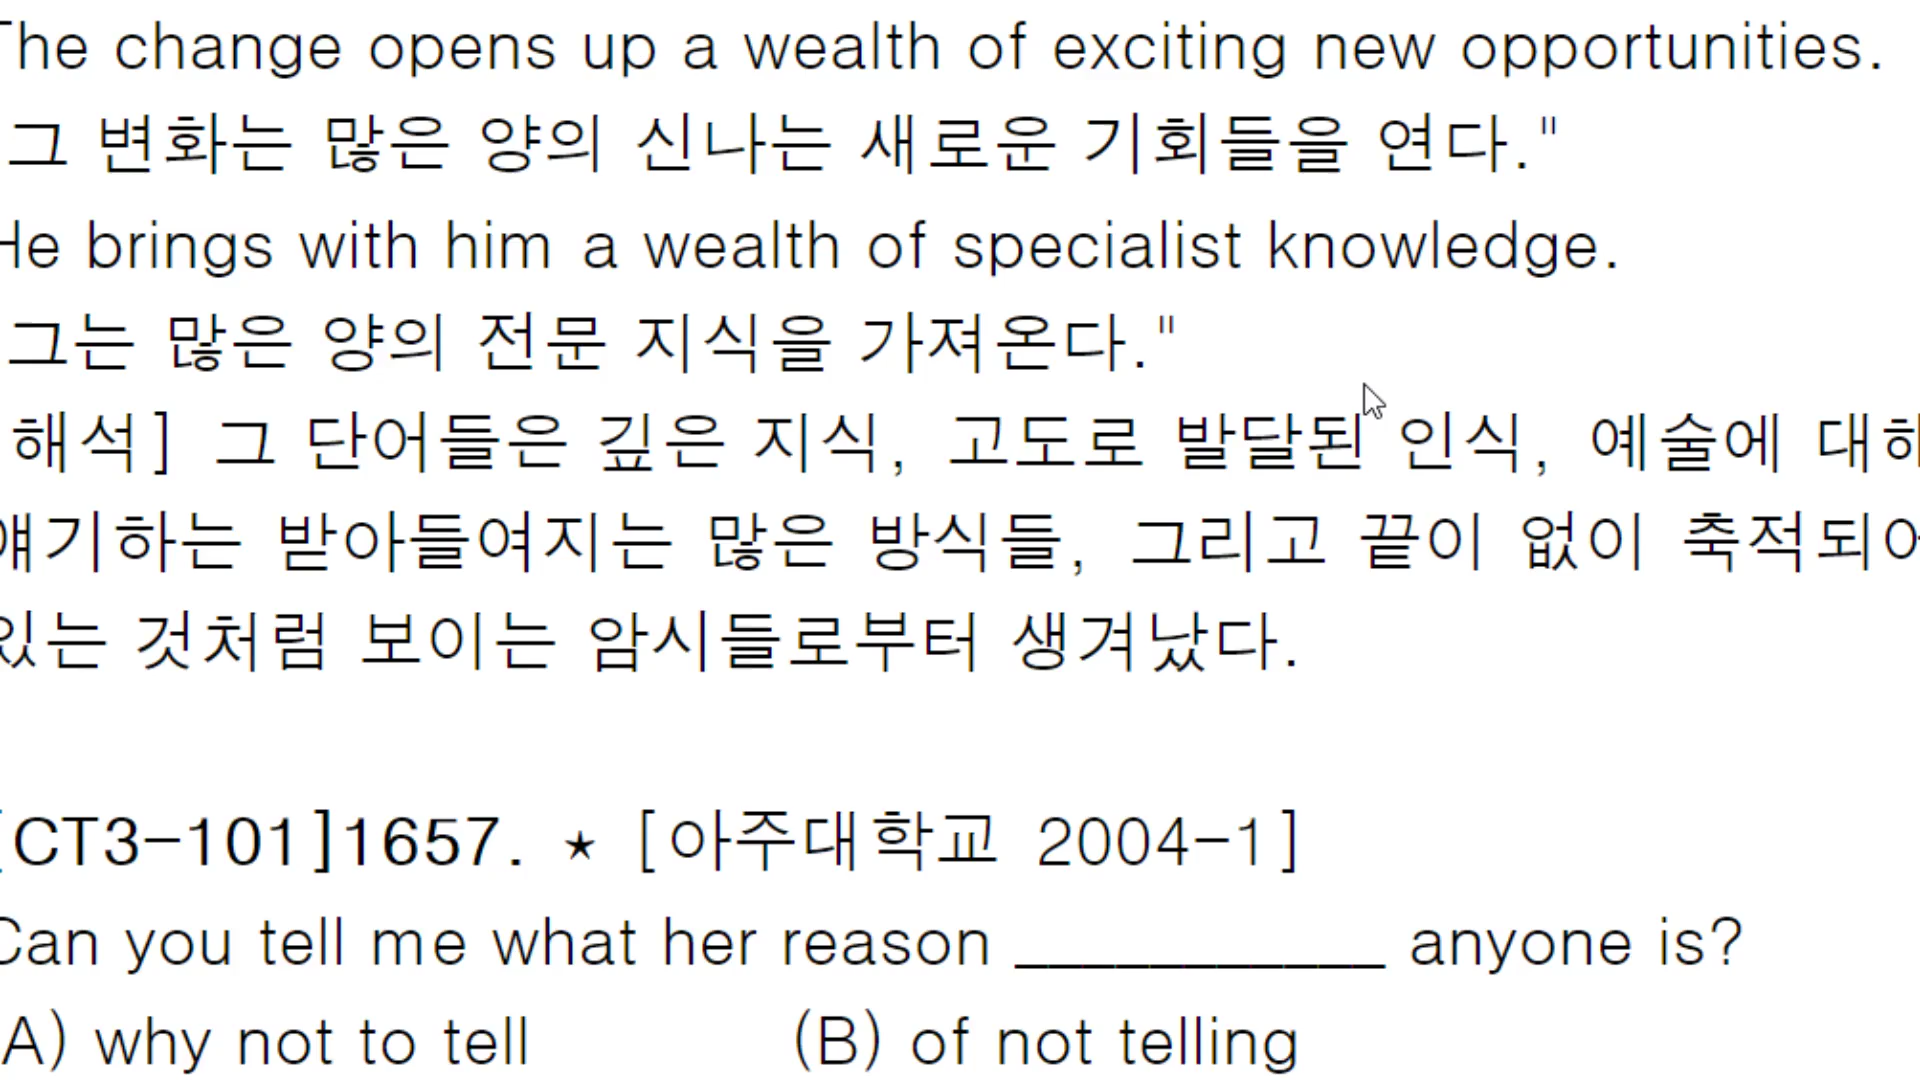 The change opens up a wealth of exciting new opportunities.
그 변화는 많은 양의 신나는 새로운 기회들을 연다."
He brings with him a wealth of specialist knowledge.
그는 많은 양의 전문 지식을 가져온다."
해석] 그 단어들은 깊은 지식, 고도로 발달된 인식, 예술에 대해
얘기하는 받아들여지는 많은 방식들, 그리고 끝이 없이 축적되어
있는 것처럼 보이는 암시들로부터 생겨났다.
[CT3-101]1657. ★ [아주대학교 2004-1]
Can you tell me what her reason ___________ anyone is?
A) why not to tell (B) of not telling